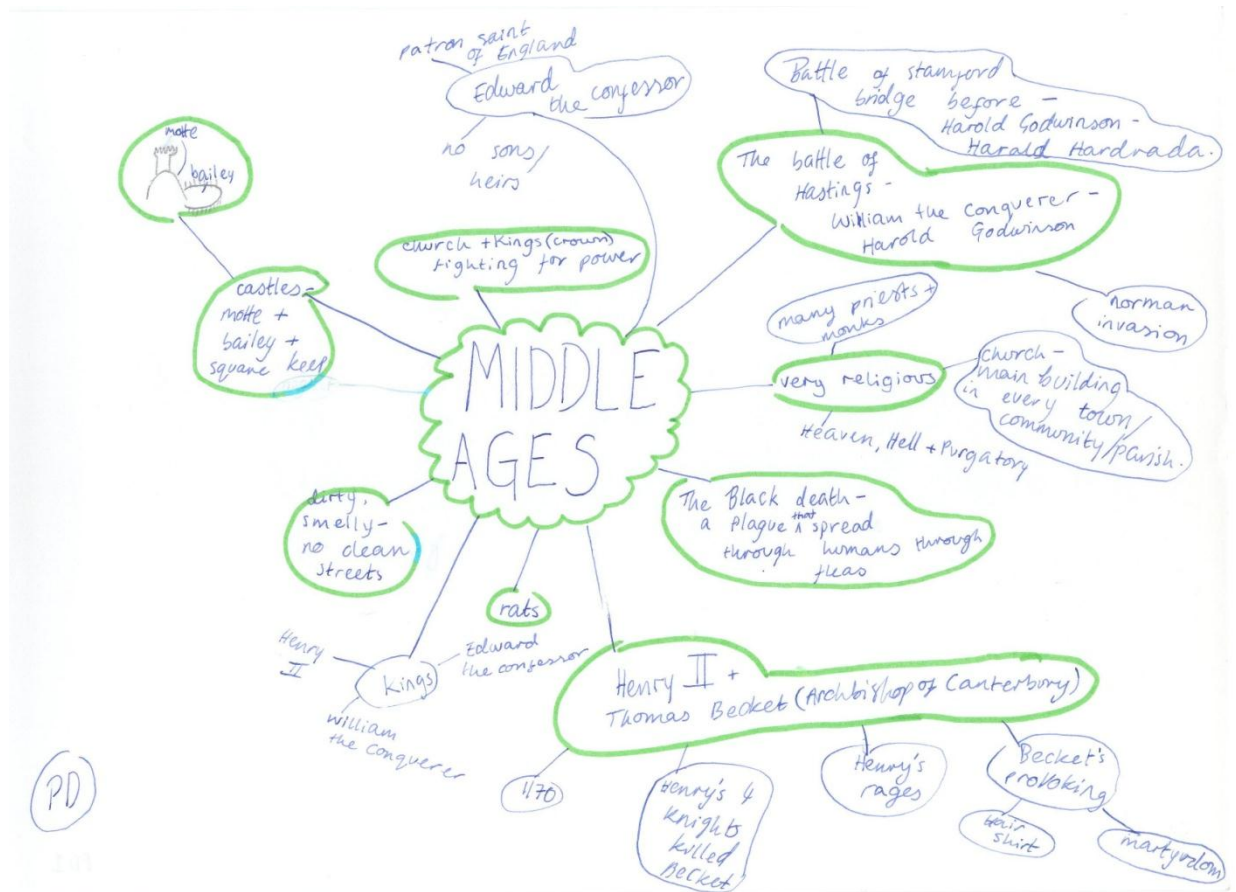 patron saint
of England
Edward
the confessor
no sons/
heirs
Battle of stamford
bridge before -
Harold Godwinson -
Harald Hardrada.
The battle of
Hastings -
William the Conquerer -
Harold Godwinson
norman
invasion
motte
bailey
church + Kings (crown)
fighting for power
castles -
motte +
bailey +
square keep
MIDDLE
AGES
many priests +
monks
very religious
church -
main building
in every town/
community/parish.
Heaven, Hell + Purgatory
The Black death -
a Plague that spread
through humans through
fleas
dirty,
smelly -
no clean
streets
rats
Kings
Henry
II
Edward
the confessor
William
the Conquerer
Henry II +
Thomas Becket (Archbishop of Canterbury)
1170
Henry's 4
Knights
killed
Becket
Henry's
rages
Becket's
provoking
Hair
shirt
martyrdom
PD